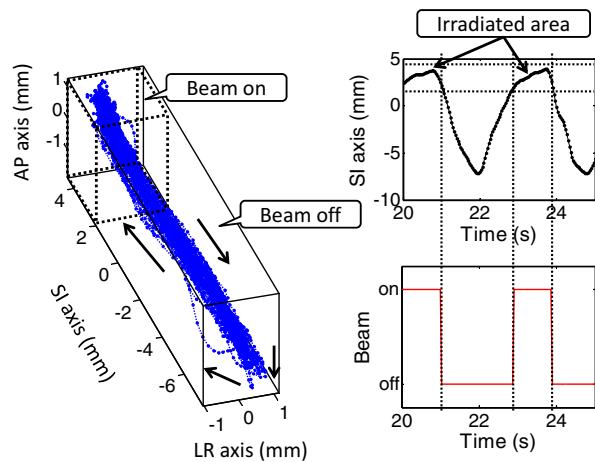 Irradiated area
Beam on
Beam off
AP axis (mm)
1
0
-1
4
2
0
-2
-4
-6
SI axis (mm)
-1
0
1
LR axis (mm)
SI axis (mm)
5
0
-5
-10
20 22 24
Time (s)
Beam
on
off
20 22 24
Time (s)